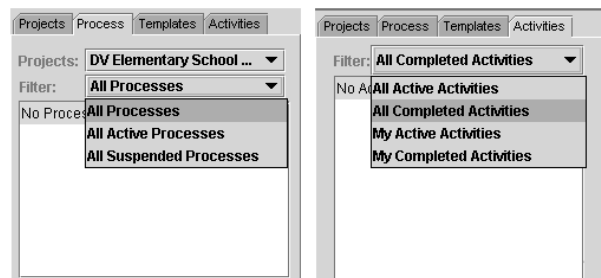 Projects Process Templates Activities
Projects: DV Elementary School ...
Filter: All Processes
No Proces
All Processes
All Active Processes
All Suspended Processes
Projects Process Templates Activities
Filter: All Completed Activities
No A
All Active Activities
All Completed Activities
My Active Activities
My Completed Activities